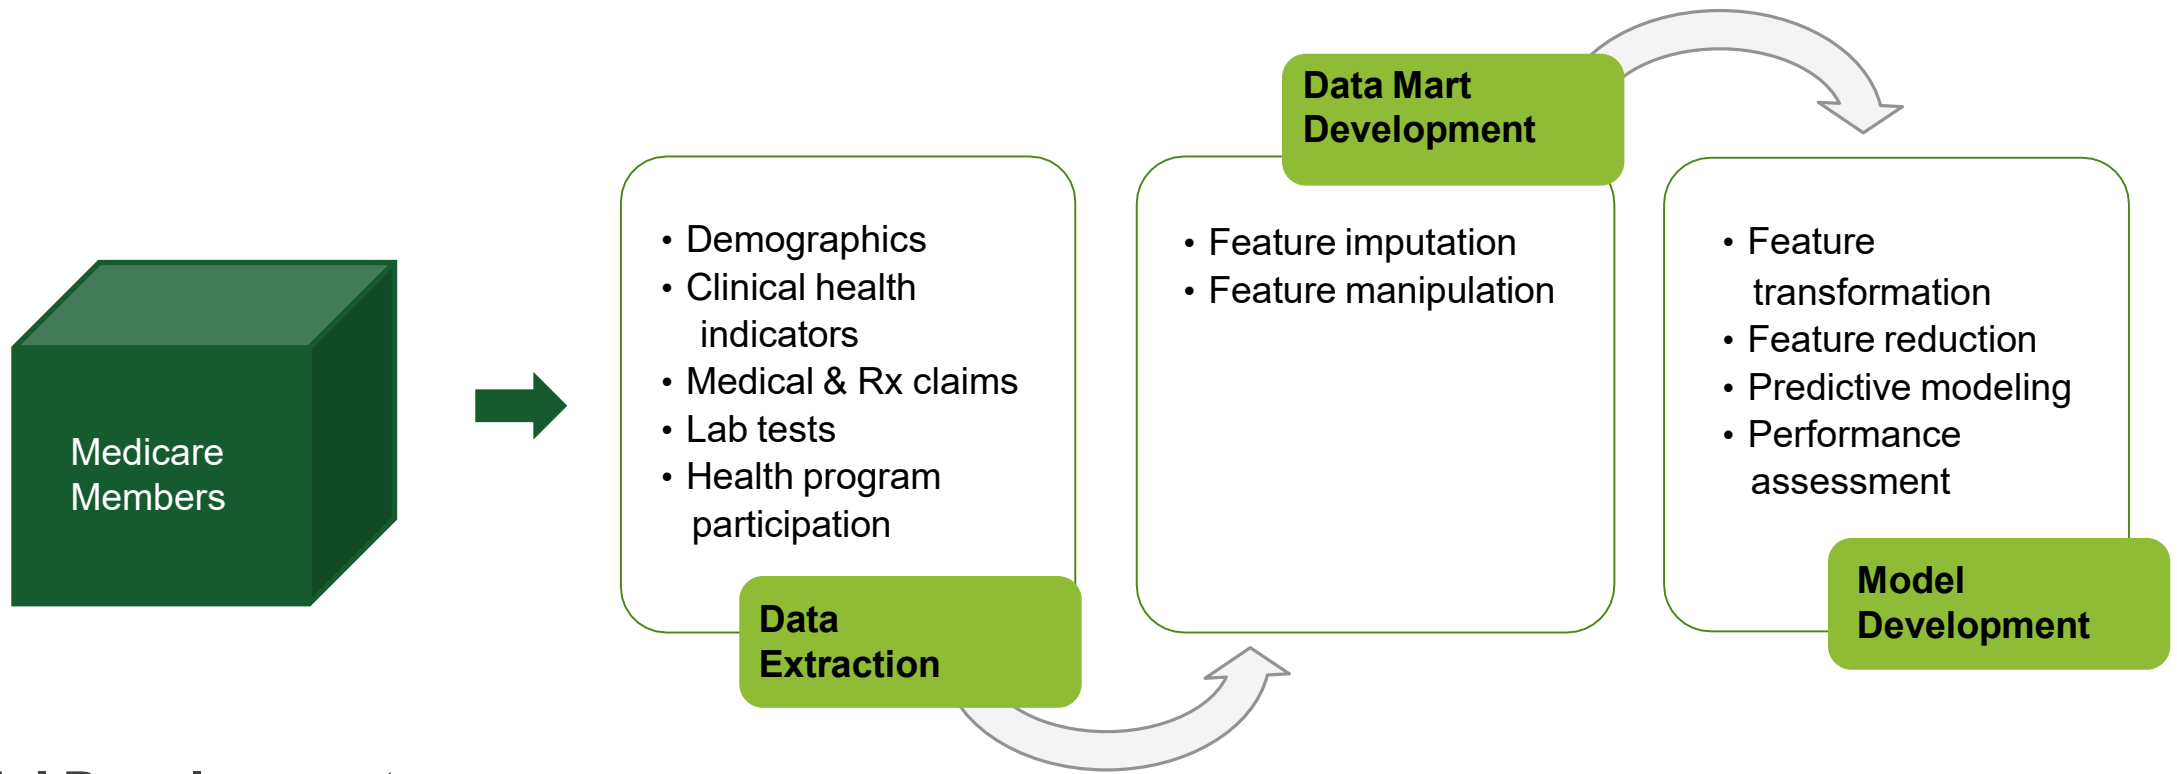 Medicare
Members
• Demographics
• Clinical health
indicators
• Medical & Rx claims
• Lab tests
• Health program
participation
Data
Extraction
Data Mart
Development
• Feature imputation
• Feature manipulation
• Feature
transformation
• Feature reduction
• Predictive modeling
• Performance
assessment
Model
Development